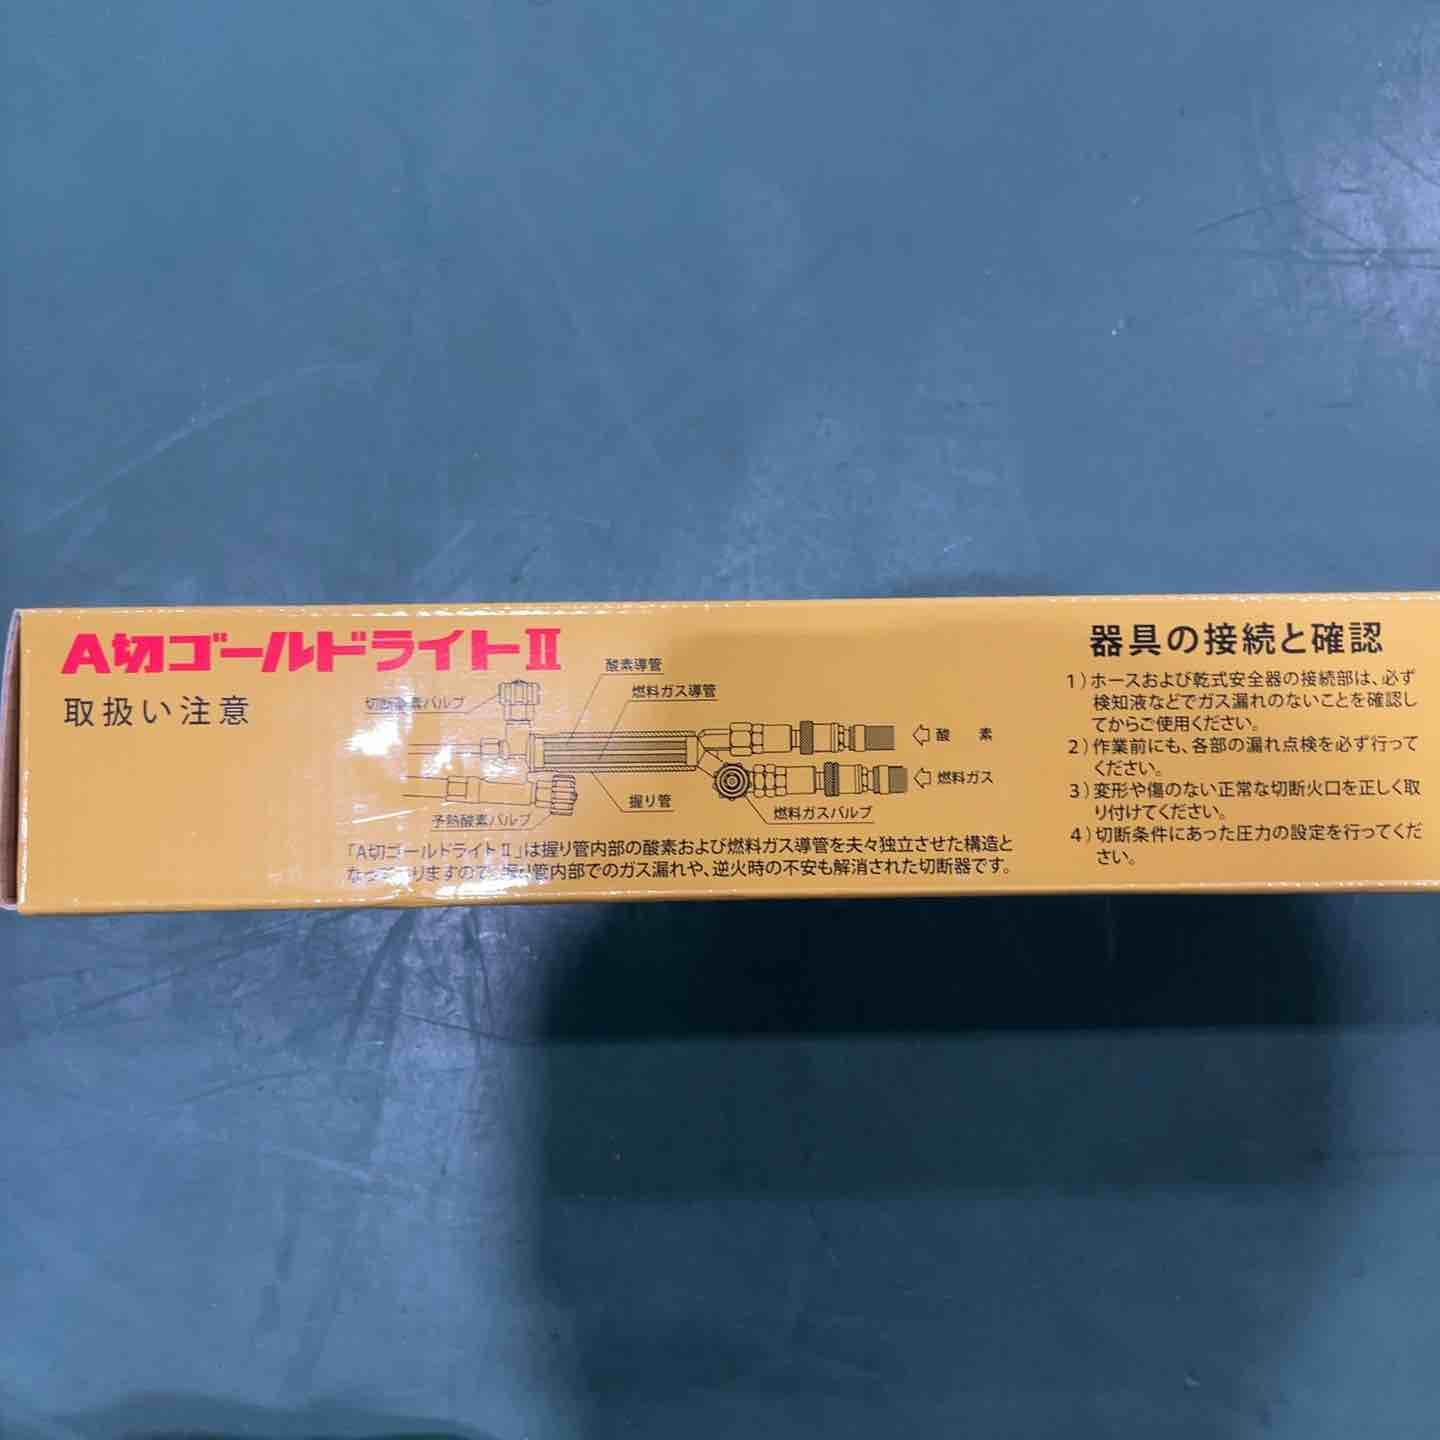 A切ゴールドライトⅡ
取扱い注意
酸素導管
燃料ガス導管
切断酸素バルブ
酸 素
燃料ガス
握り管
燃料ガスバルブ
予熱酸素バルブ
「A切ゴールドライトⅡ」は握り管内部の酸素および燃料ガス導管を夫々独立させた構造と
なっておりますので、握り管内部でのガス漏れや、逆火時の不安も解消された切断器です。
器具の接続と確認
1）ホースおよび乾式安全器の接続部は、必ず
検知液などでガス漏れのないことを確認し
てからご使用ください。
2）作業前にも、各部の漏れ点検を必ず行って
ください。
3）変形や傷のない正常な切断火口を正しく取
り付けてください。
4）切断条件にあった圧力の設定を行ってくだ
さい。